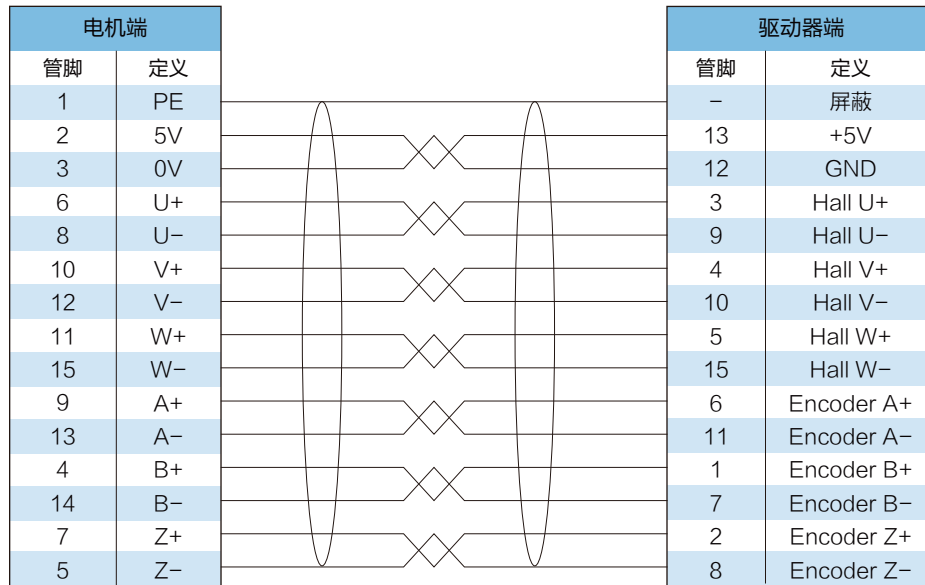 电机端 驱动器端
管脚 定义 管脚 定义
1 PE - 屏蔽
2 5V 13 +5V
3 0V 12 GND
6 U+ 3 Hall U+
8 U- 9 Hall U-
10 V+ 4 Hall V+
12 V- 10 Hall V-
11 W+ 5 Hall W+
15 W- 15 Hall W-
9 A+ 6 Encoder A+
13 A- 11 Encoder A-
4 B+ 1 Encoder B+
14 B- 7 Encoder B-
7 Z+ 2 Encoder Z+
5 Z- 8 Encoder Z-